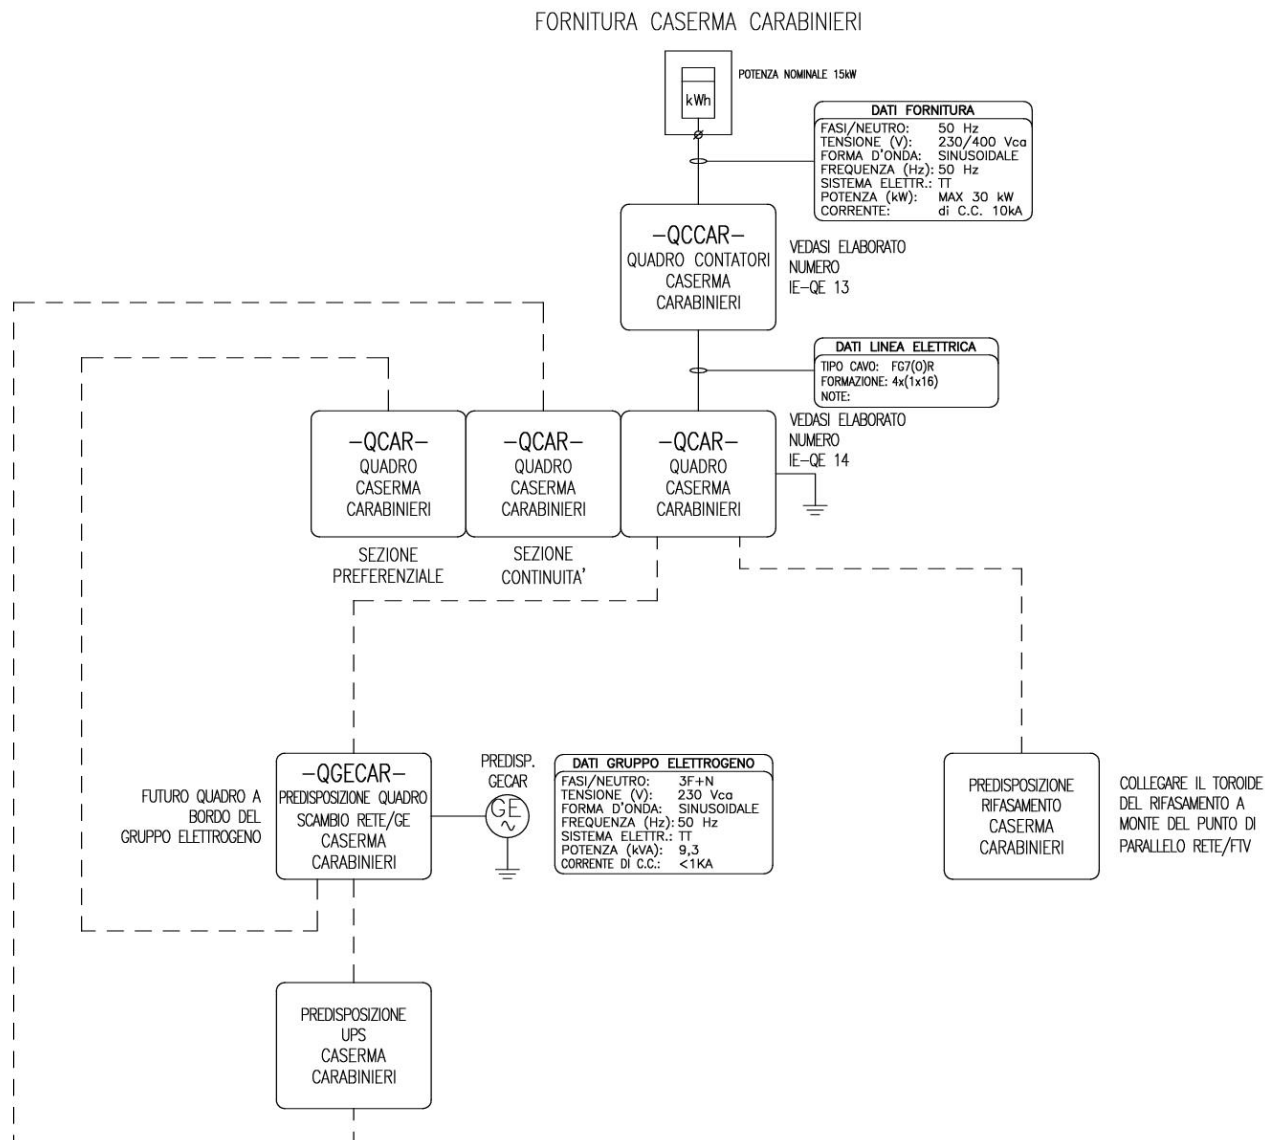 FORNITURA CASERMA CARABINIERI
kWh
POTENZA NOMINALE 15kW
DATI FORNITURA
FASI/NEUTRO: 50 Hz
TENSIONE (V): 230/400 Vca
FORMA D'ONDA: SINUSOIDALE
FREQUENZA (Hz): 50 Hz
SISTEMA ELETTR.: TT
POTENZA (kW): MAX 30 kW
CORRENTE: di C.C. 10kA
-QCCAR-
QUADRO CONTATORI
CASERMA
CARABINIERI
VEDASI ELABORATO
NUMERO
IE-QE 13
DATI LINEA ELETTRICA
TIPO CAVO: FG7(O)R
FORMAZIONE: 4x(1x16)
NOTE:
-QCAR-
QUADRO
CASERMA
CARABINIERI
SEZIONE
PREFERENZIALE
-QCAR-
QUADRO
CASERMA
CARABINIERI
SEZIONE
CONTINUITA'
-QCAR-
QUADRO
CASERMA
CARABINIERI
VEDASI ELABORATO
NUMERO
IE-QE 14
FUTURO QUADRO A
BORDO DEL
GRUPPO ELETTROGENO
-QGECAR-
PREDISPOSIZIONE QUADRO
SCAMBIO RETE/GE
CASERMA
CARABINIERI
PREDISP.
GECAR
GE
~
DATI GRUPPO ELETTROGENO
FASI/NEUTRO: 3F+N
TENSIONE (V): 230 Vca
FORMA D'ONDA: SINUSOIDALE
FREQUENZA (Hz): 50 Hz
SISTEMA ELETTR.: TT
POTENZA (kVA): 9,3
CORRENTE DI C.C.: <1KA
PREDISPOSIZIONE
RIFASAMENTO
CASERMA
CARABINIERI
COLLEGARE IL TOROIDE
DEL RIFASAMENTO A
MONTE DEL PUNTO DI
PARALLELO RETE/FTV
PREDISPOSIZIONE
UPS
CASERMA
CARABINIERI